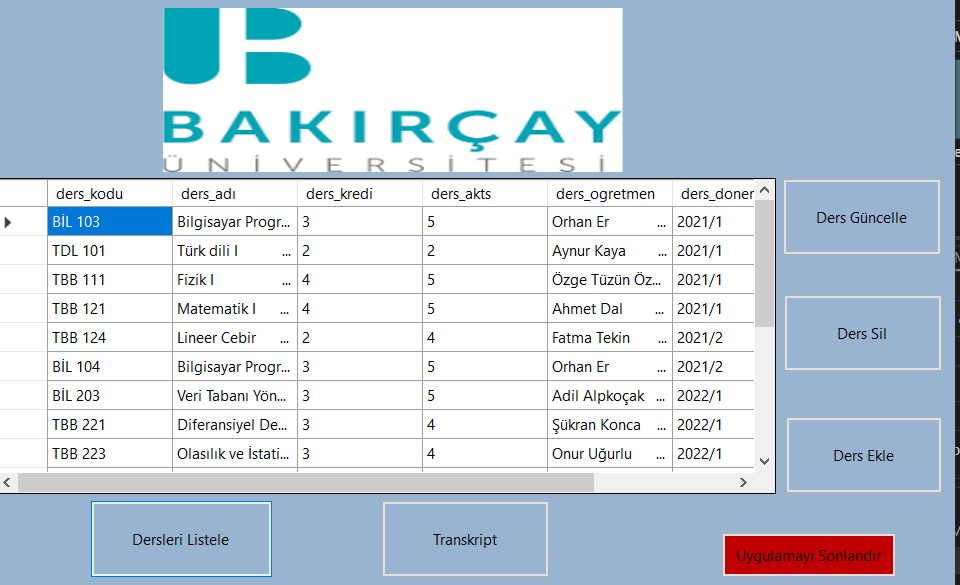 BAKIRÇAY
ÜNİVERSİTESİ
ders_kodu ders_adı ders_kredi ders_akts ders_ogretmen ders_doner
BİL 103 Bilgisayar Progr... 3 5 Orhan Er ... 2021/1
TDL 101 Türk dili I ... 2 2 Aynur Kaya ... 2021/1
TBB 111 Fizik I ... 4 5 Özge Tüzün Öz... 2021/1
TBB 121 Matematik I ... 4 5 Ahmet Dal ... 2021/1
TBB 124 Lineer Cebir ... 2 4 Fatma Tekin ... 2021/2
BİL 104 Bilgisayar Progr... 3 5 Orhan Er ... 2021/2
BİL 203 Veri Tabanı Yön... 3 5 Adil Alpkoçak ... 2022/1
TBB 221 Diferansiyel De... 3 4 Şükran Konca ... 2022/1
TBB 223 Olasılık ve İstati... 3 4 Onur Uğurlu ... 2022/1
Ders Güncelle
Ders Sil
Ders Ekle
Dersleri Listele
Transkript
Uygulamayı Sonlandır